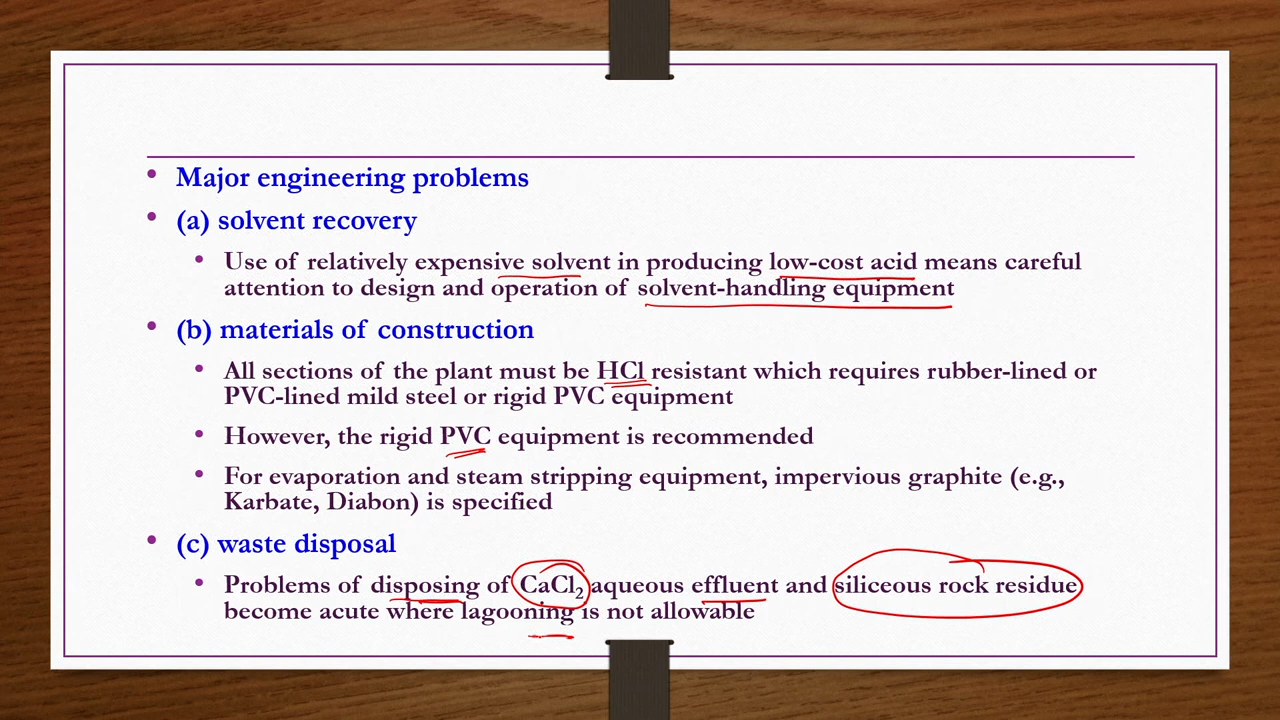 • Major engineering problems
• (a) solvent recovery
• Use of relatively expensive solvent in producing low-cost acid means careful
attention to design and operation of solvent-handling equipment
• (b) materials of construction
• All sections of the plant must be HCl resistant which requires rubber-lined or
PVC-lined mild steel or rigid PVC equipment
• However, the rigid PVC equipment is recommended
• For evaporation and steam stripping equipment, impervious graphite (e.g.,
Karbate, Diabon) is specified
• (c) waste disposal
• Problems of disposing of CaCl₂ aqueous effluent and siliceous rock residue
become acute where lagooning is not allowable